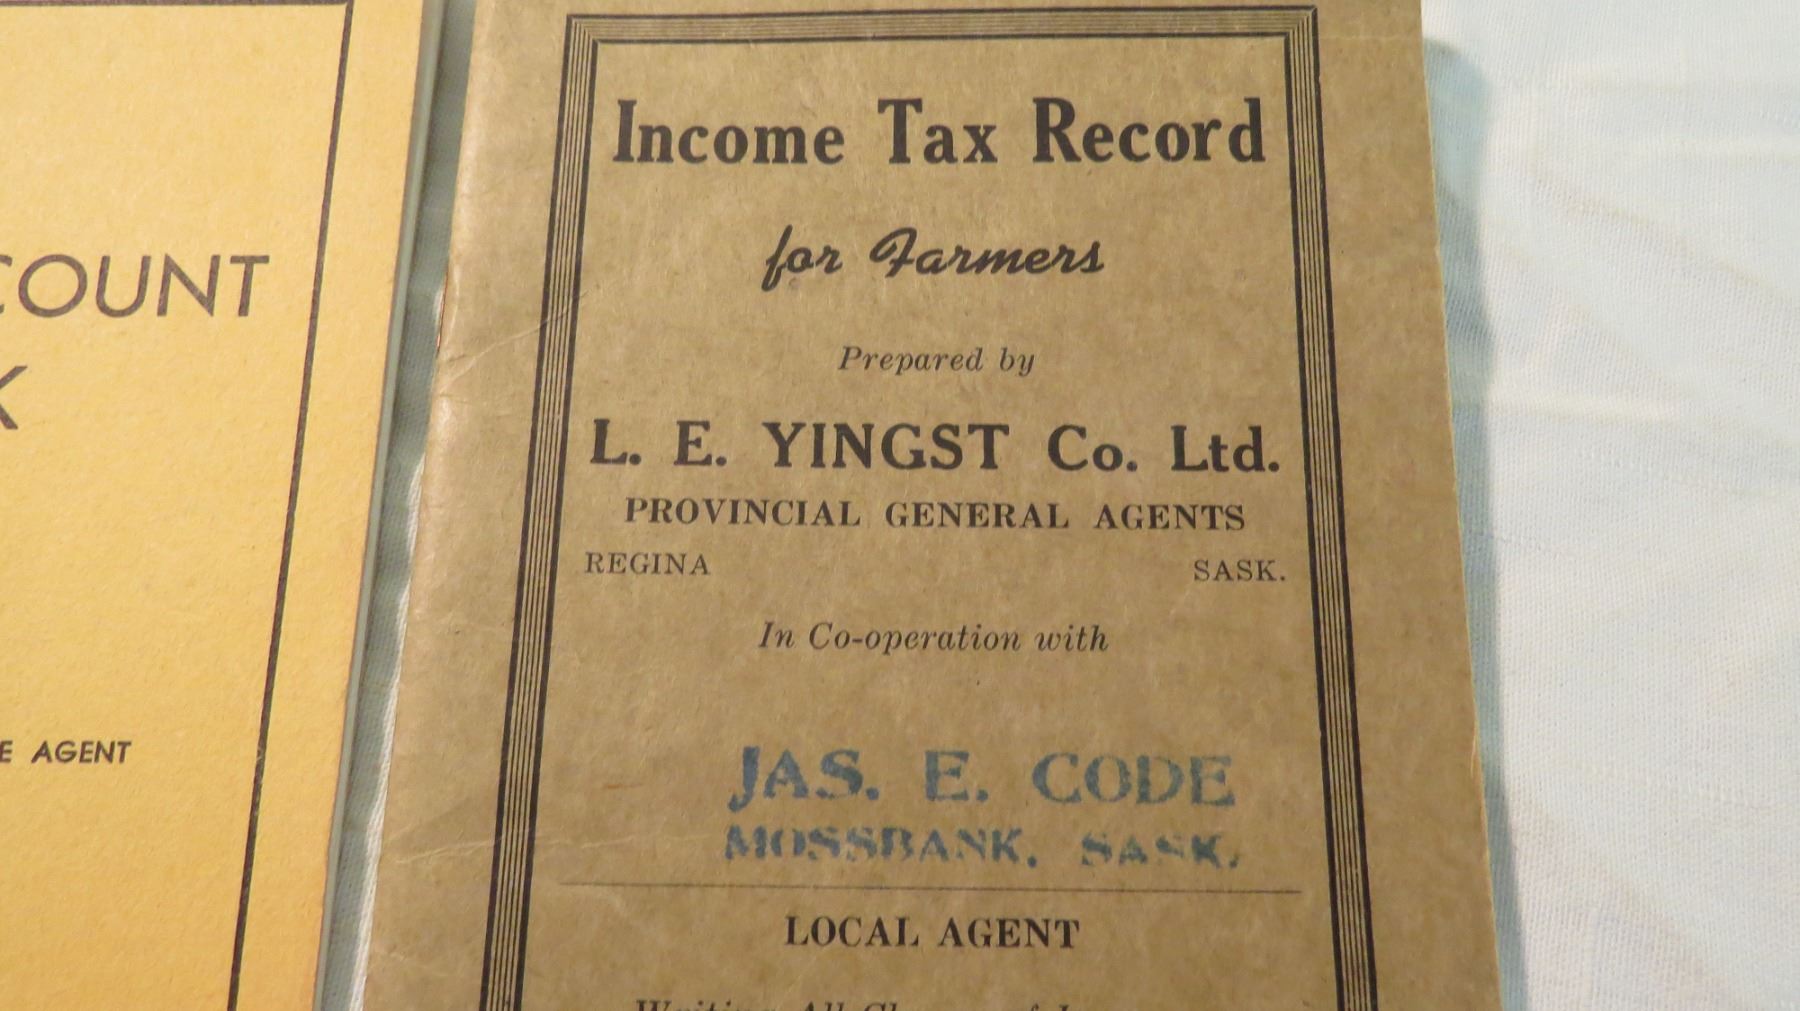 COUNT
K
E AGENT
Income Tax Record
for Farmers
Prepared by
L. E. YINGST Co. Ltd.
PROVINCIAL GENERAL AGENTS
REGINA SASK.
In Co-operation with
JAS. E. CODE
MOSSBANK, SASK.
LOCAL AGENT